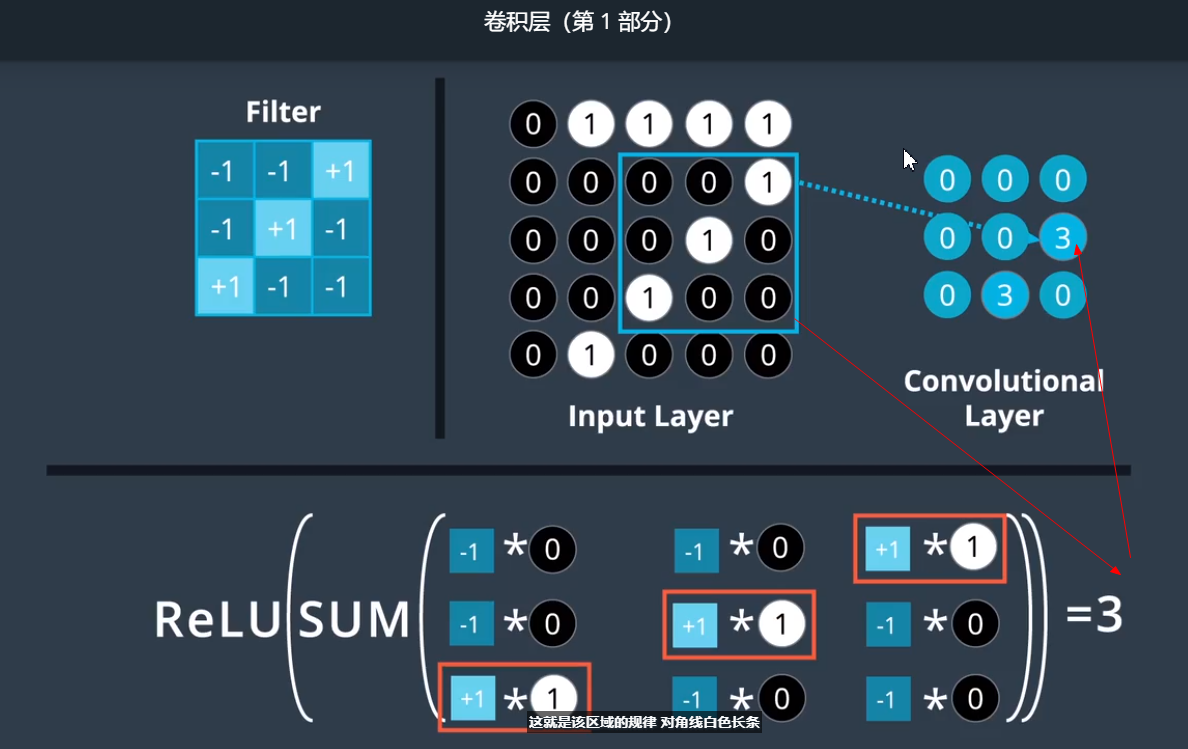 卷积层（第 1 部分）
Filter
-1 -1 +1
-1 +1 -1
+1 -1 -1
0 1 1 1 1
0 0 0 0 1
0 0 0 1 0
0 0 1 0 0
0 1 0 0 0
Input Layer
0 0 0
0 0 3
0 3 0
Convolutional
Layer
-1 * 0 -1 * 0 +1 * 1
ReLU(SUM( -1 * 0 +1 * 1 -1 * 0 )) =3
+1 * 1 -1 * 0 -1 * 0
这就是该区域的规律 对角线白色长条